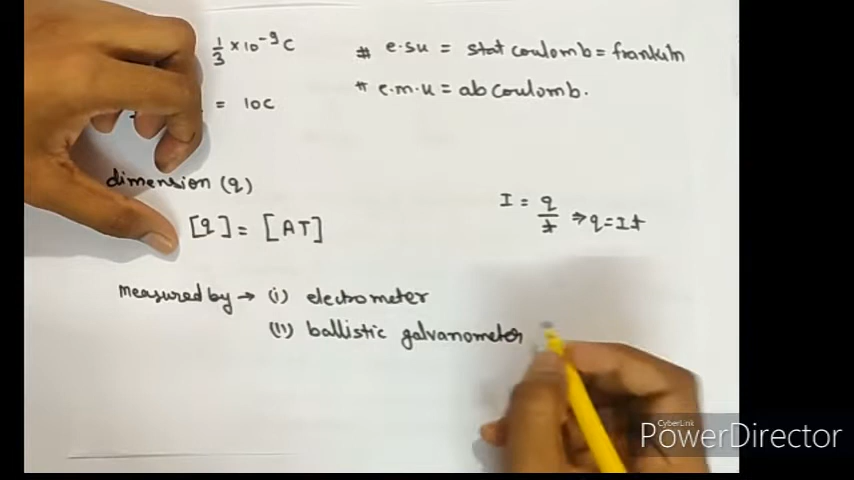 1/3 × 10⁻⁹ C # e.s.u = stat coulomb = franklin
= 10C # e.m.u = ab coulomb.
dimension (q)
[q] = [AT] I = q/t ⇒ q = It
Measured by → (i) electrometer
(ii) ballistic galvanometer
CyberLink
PowerDirector